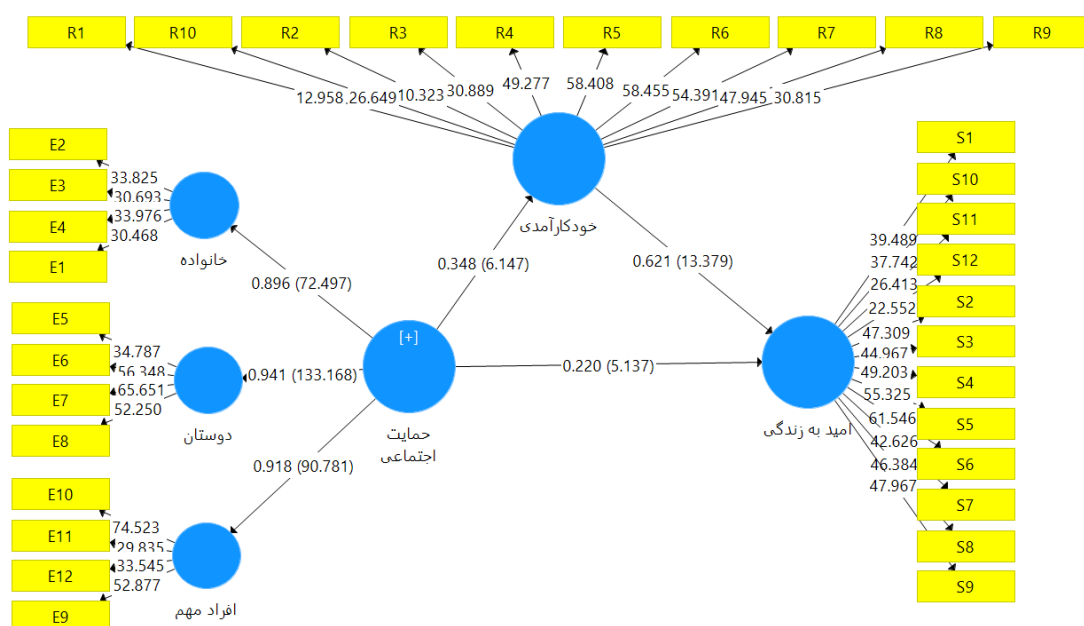 R1
R10
R2
R3
R4
R5
R6
R7
R8
R9
12.958
26.649
10.323
30.889
49.277
58.408
58.455
54.391
47.945
30.815
خودکارآمدی
E2
E3
E4
E1
33.825
30.693
33.976
30.468
خانواده
0.896 (72.497)
0.348 (6.147)
0.621 (13.379)
E5
E6
E7
E8
34.787
56.348
65.651
52.250
دوستان
0.941 (133.168)
[+]
حمایت
اجتماعی
0.220 (5.137)
0.918 (90.781)
E10
E11
E12
E9
74.523
29.835
33.545
52.877
افراد مهم
امید به زندگی
39.489
37.742
26.413
22.552
47.309
44.967
49.203
55.325
61.546
42.626
46.384
47.967
S1
S10
S11
S12
S2
S3
S4
S5
S6
S7
S8
S9